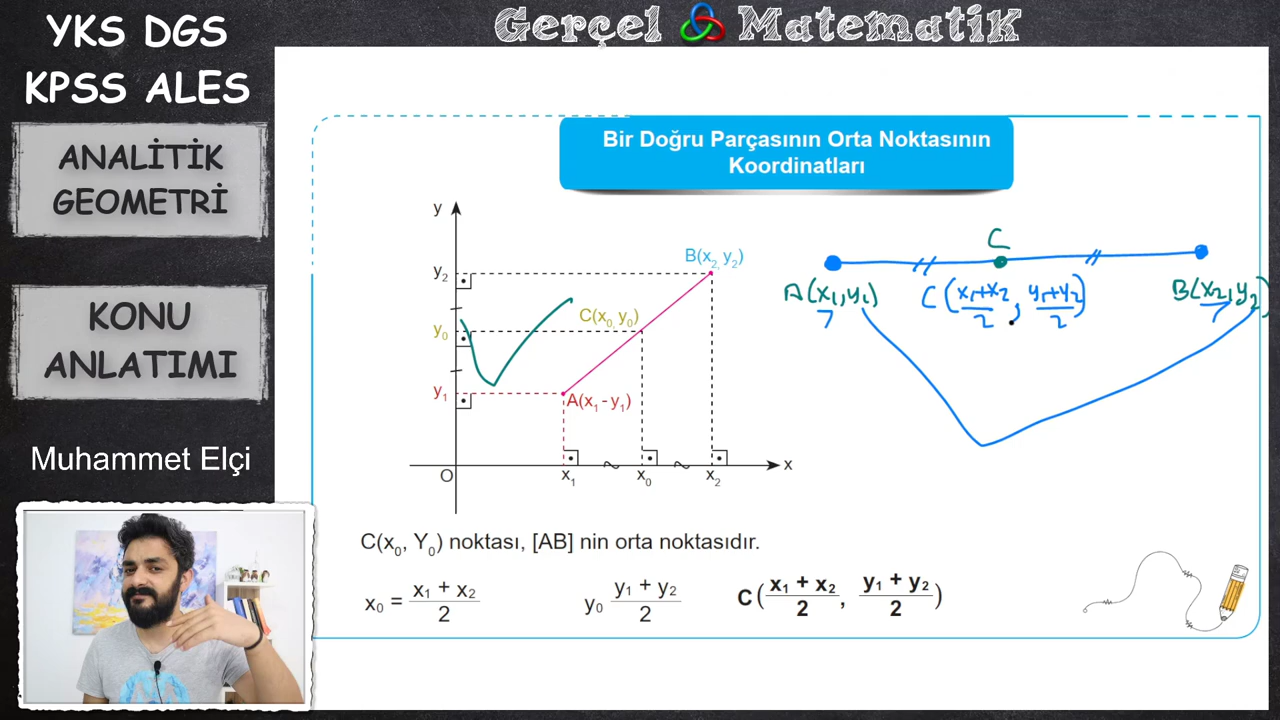 YKS DGS
KPSS ALES
ANALİTİK
GEOMETRİ
KONU
ANLATIMI
Muhammet Elçi
Gerçel Matematik
Bir Doğru Parçasının Orta Noktasının
Koordinatları
y
y₂
y₀
y₁
B(x₂, y₂)
C(x₀, y₀)
A(x₁ - y₁)
O
x₁
x₀
x₂
x
C
A(x₁, y₁)
C(x₁+x₂/2, y₁+y₂/2)
B(x₂, y₂)
C(x₀, Y₀) noktası, [AB] nin orta noktasıdır.
x₀ = x₁ + x₂/2
y₀ y₁ + y₂/2
C(x₁ + x₂/2, y₁ + y₂/2)